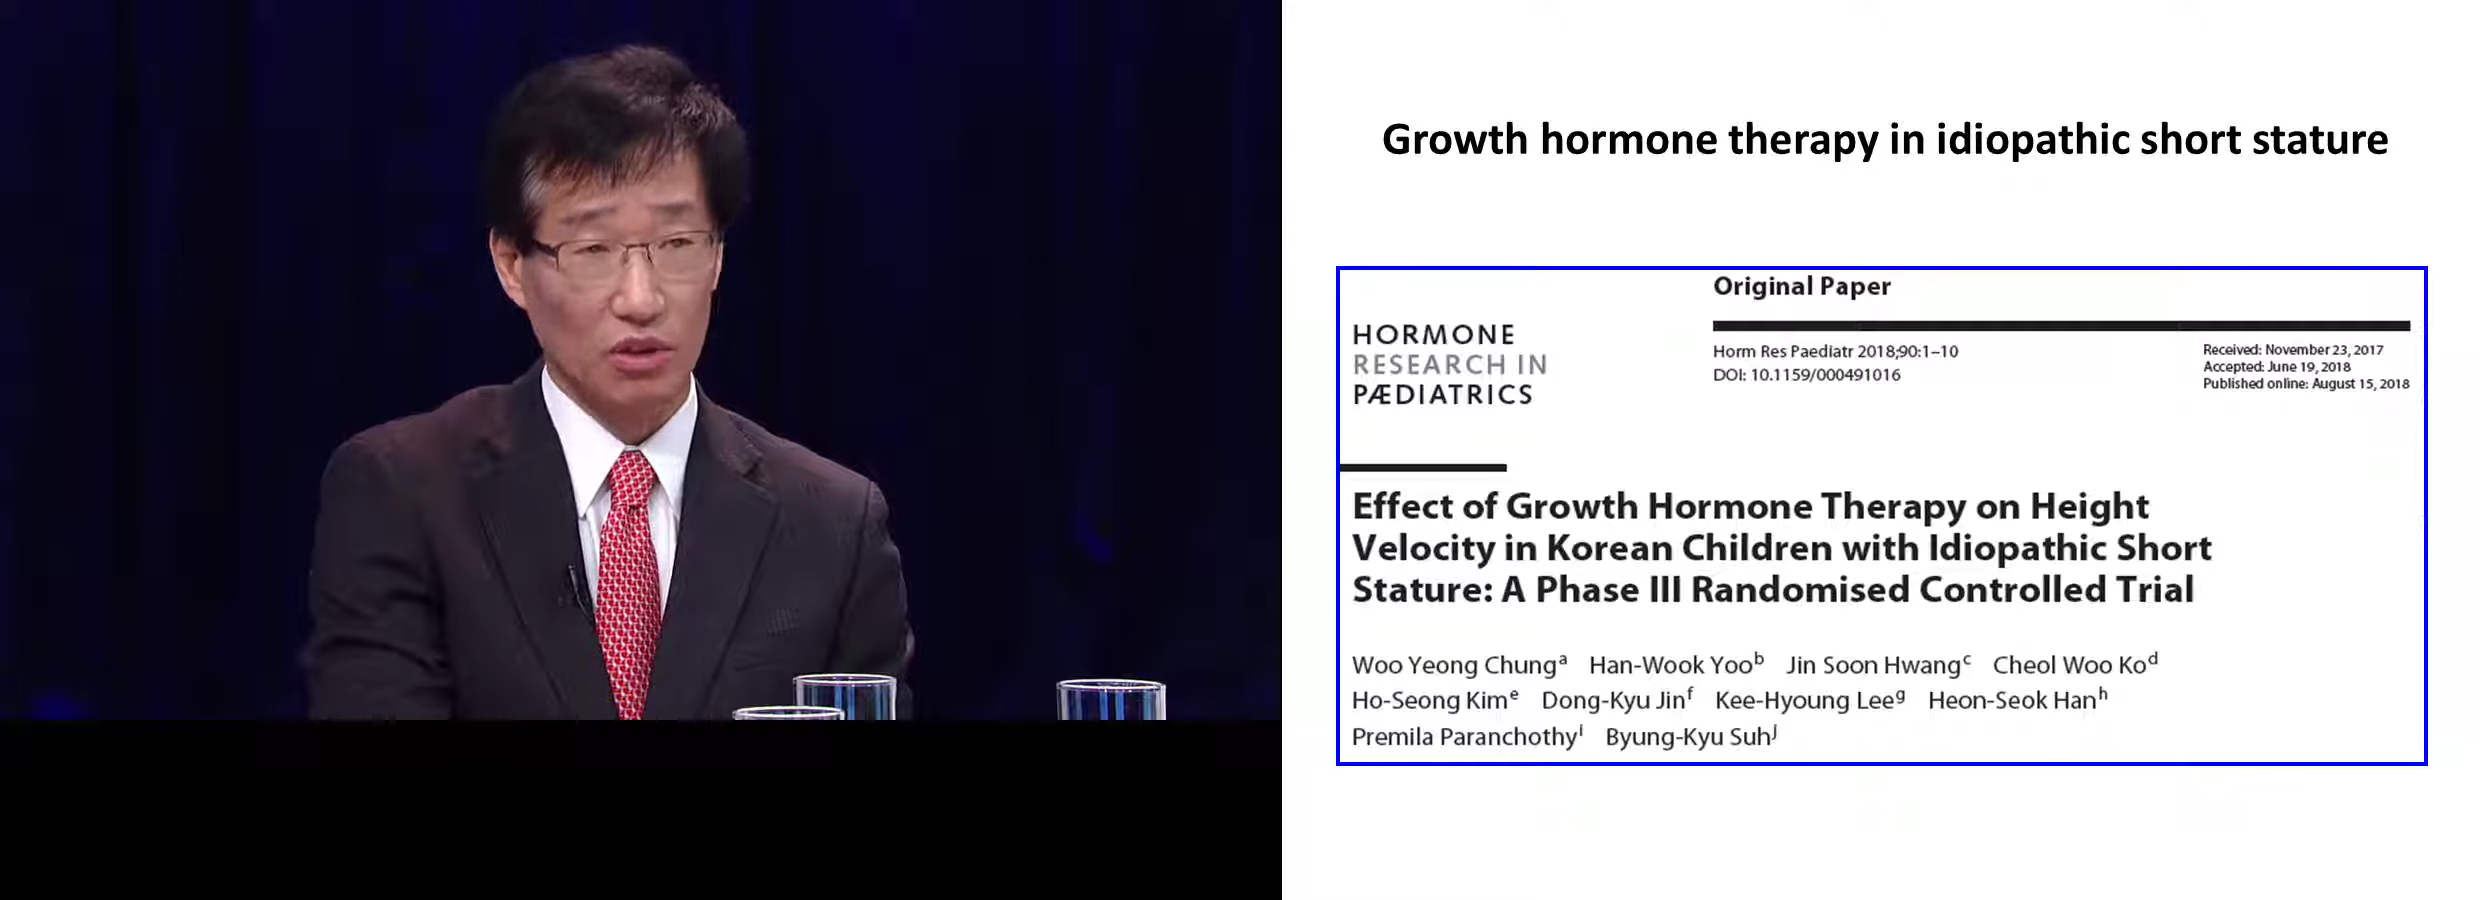 Growth hormone therapy in idiopathic short stature
Original Paper
HORMONE
RESEARCH IN
PÆDIATRICS
Horm Res Paediatr 2018;90:1–10
DOI: 10.1159/000491016
Received: November 23, 2017
Accepted: June 19, 2018
Published online: August 15, 2018
Effect of Growth Hormone Therapy on Height
Velocity in Korean Children with Idiopathic Short
Stature: A Phase III Randomised Controlled Trial
Woo Yeong Chungᵃ Han-Wook Yooᵇ Jin Soon Hwangᶜ Cheol Woo Koᵈ
Ho-Seong Kimᵉ Dong-Kyu Jinᶠ Kee-Hyoung Leeᵍ Heon-Seok Hanʰ
Premila Paranchothyⁱ Byung-Kyu Suhʲ